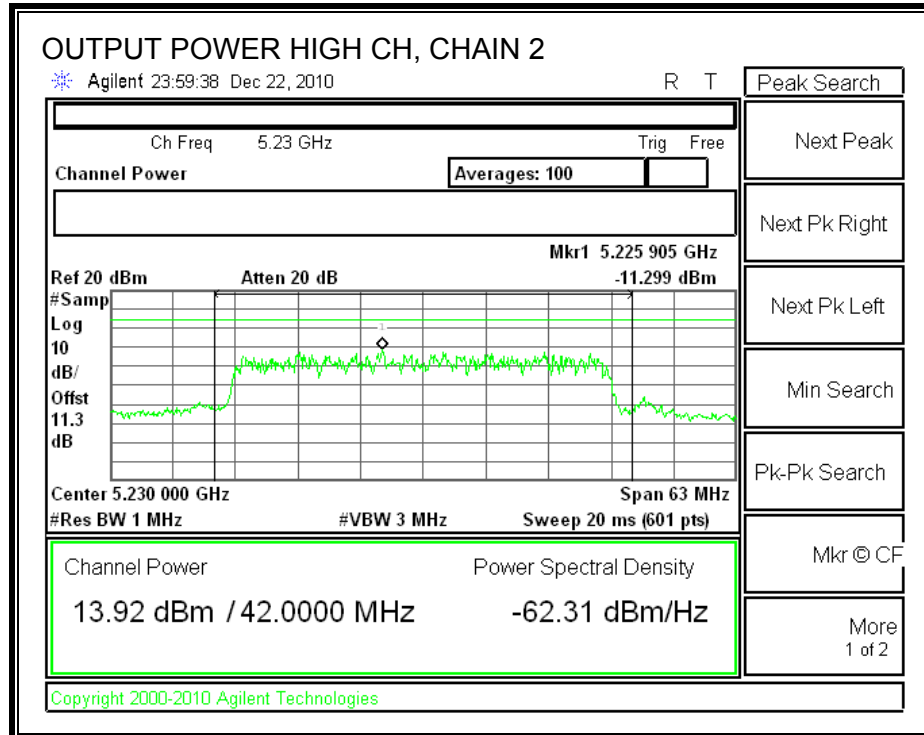 OUTPUT POWER HIGH CH, CHAIN 2
Agilent 23:59:38 Dec 22, 2010 R T
Peak Search
Ch Freq 5.23 GHz Trig Free
Channel Power Averages: 100
Mkr1 5.225 905 GHz
Ref 20 dBm Atten 20 dB -11.299 dBm
#Samp
Log
10
dB/
Offst
11.3
dB
1
Center 5.230 000 GHz Span 63 MHz
#Res BW 1 MHz #VBW 3 MHz Sweep 20 ms (601 pts)
Channel Power Power Spectral Density
13.92 dBm / 42.0000 MHz -62.31 dBm/Hz
Next Peak
Next Pk Right
Next Pk Left
Min Search
Pk-Pk Search
Mkr © CF
More
1 of 2
Copyright 2000-2010 Agilent Technologies